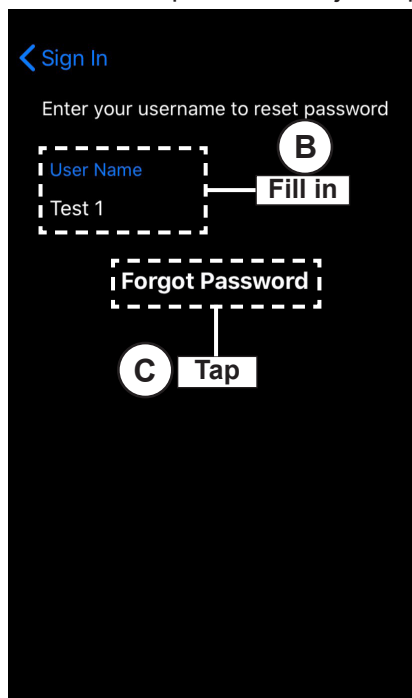 Sign In
Enter your username to reset password
B
User Name
Fill in
Test 1
Forgot Password
C
Tap